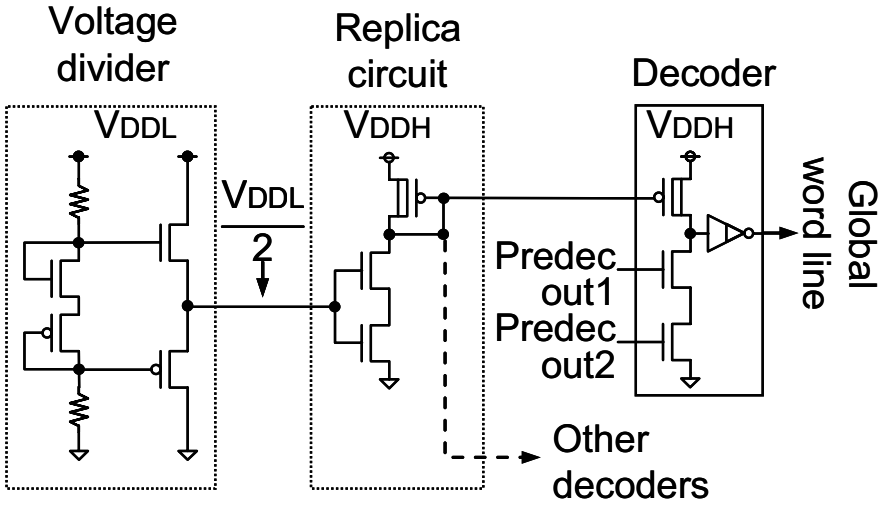 Voltage
divider
VDDL
VDDL
2
Replica
circuit
VDDH
Other
decoders
Decoder
VDDH
Predec
out1
Predec
out2
Global
word line